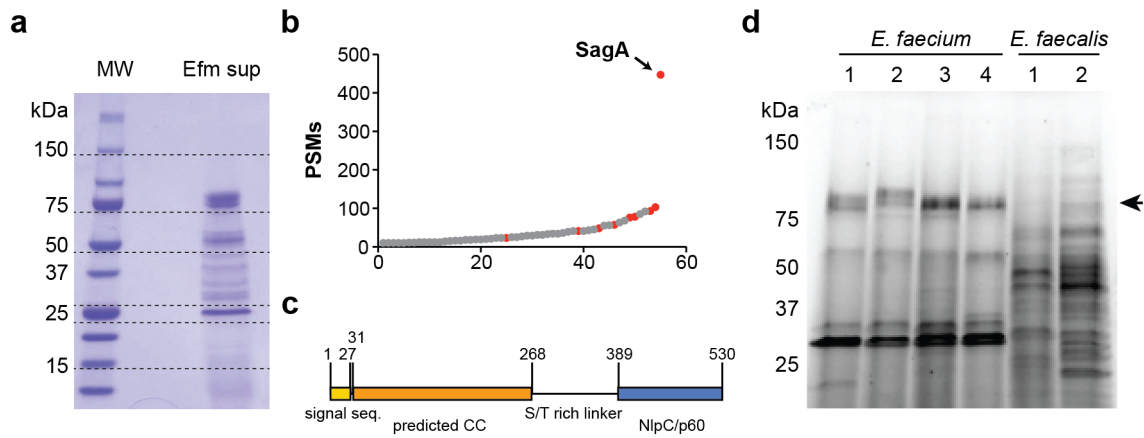 a
MW Efm sup
kDa
150
75
50
37
25
15
b
SagA
PSMs
500
400
300
200
100
0
0 20 40 60
c
31
1 27 268 389 530
signal seq.
predicted CC
S/T rich linker
NlpC/p60
d
E. faecium E. faecalis
1 2 3 4 1 2
kDa
150
75
50
37
25